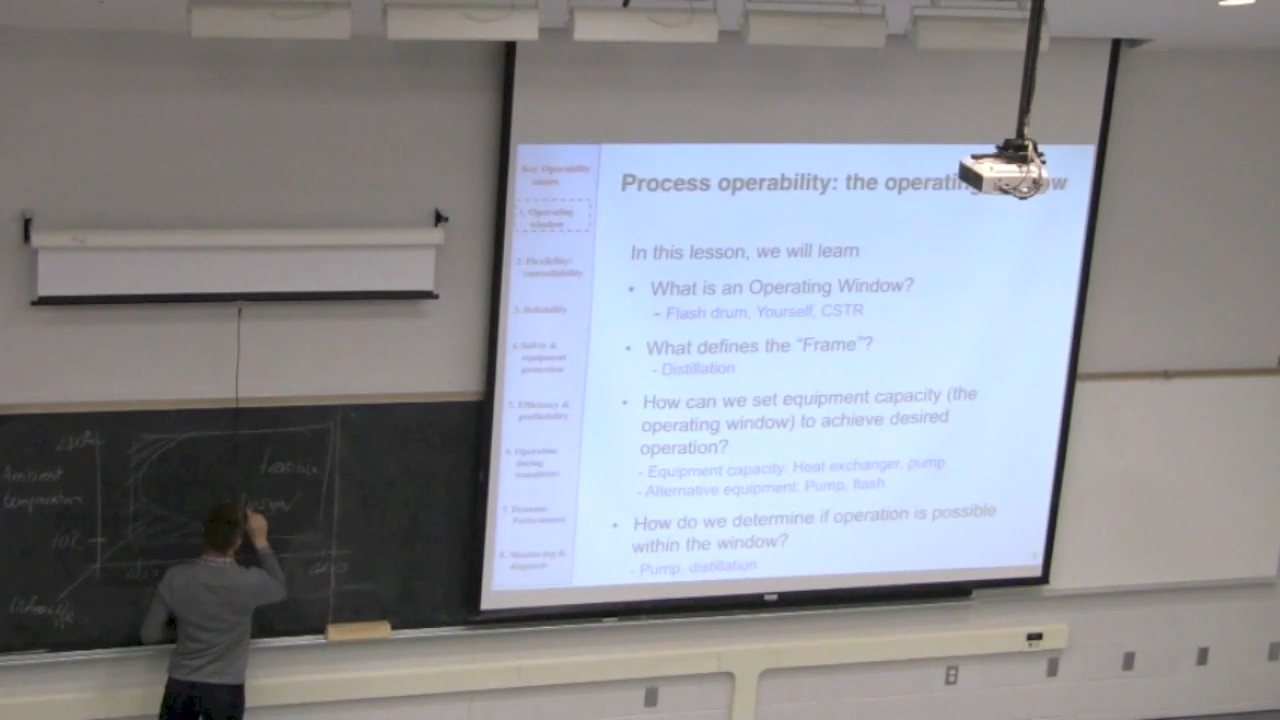 Key Operability
issues
1. Operating
window
2. Flexibility/
controllability
3. Reliability
4. Safety &
equipment
protection
5. Efficiency &
profitability
6. Operation
during
transitions
7. Dynamic
Performance
8. Monitoring &
diagnosis
Process operability: the operating
In this lesson, we will learn
• What is an Operating Window?
- Flash drum, Yourself, CSTR
• What defines the “Frame”?
- Distillation
• How can we set equipment capacity (the
operating window) to achieve desired
operation?
- Equipment capacity: Heat exchanger, pump
- Alternative equipment: Pump, flash
• How do we determine if operation is possible
within the window?
- Pump, distillation
Ambient
temperature
feasible
10°C